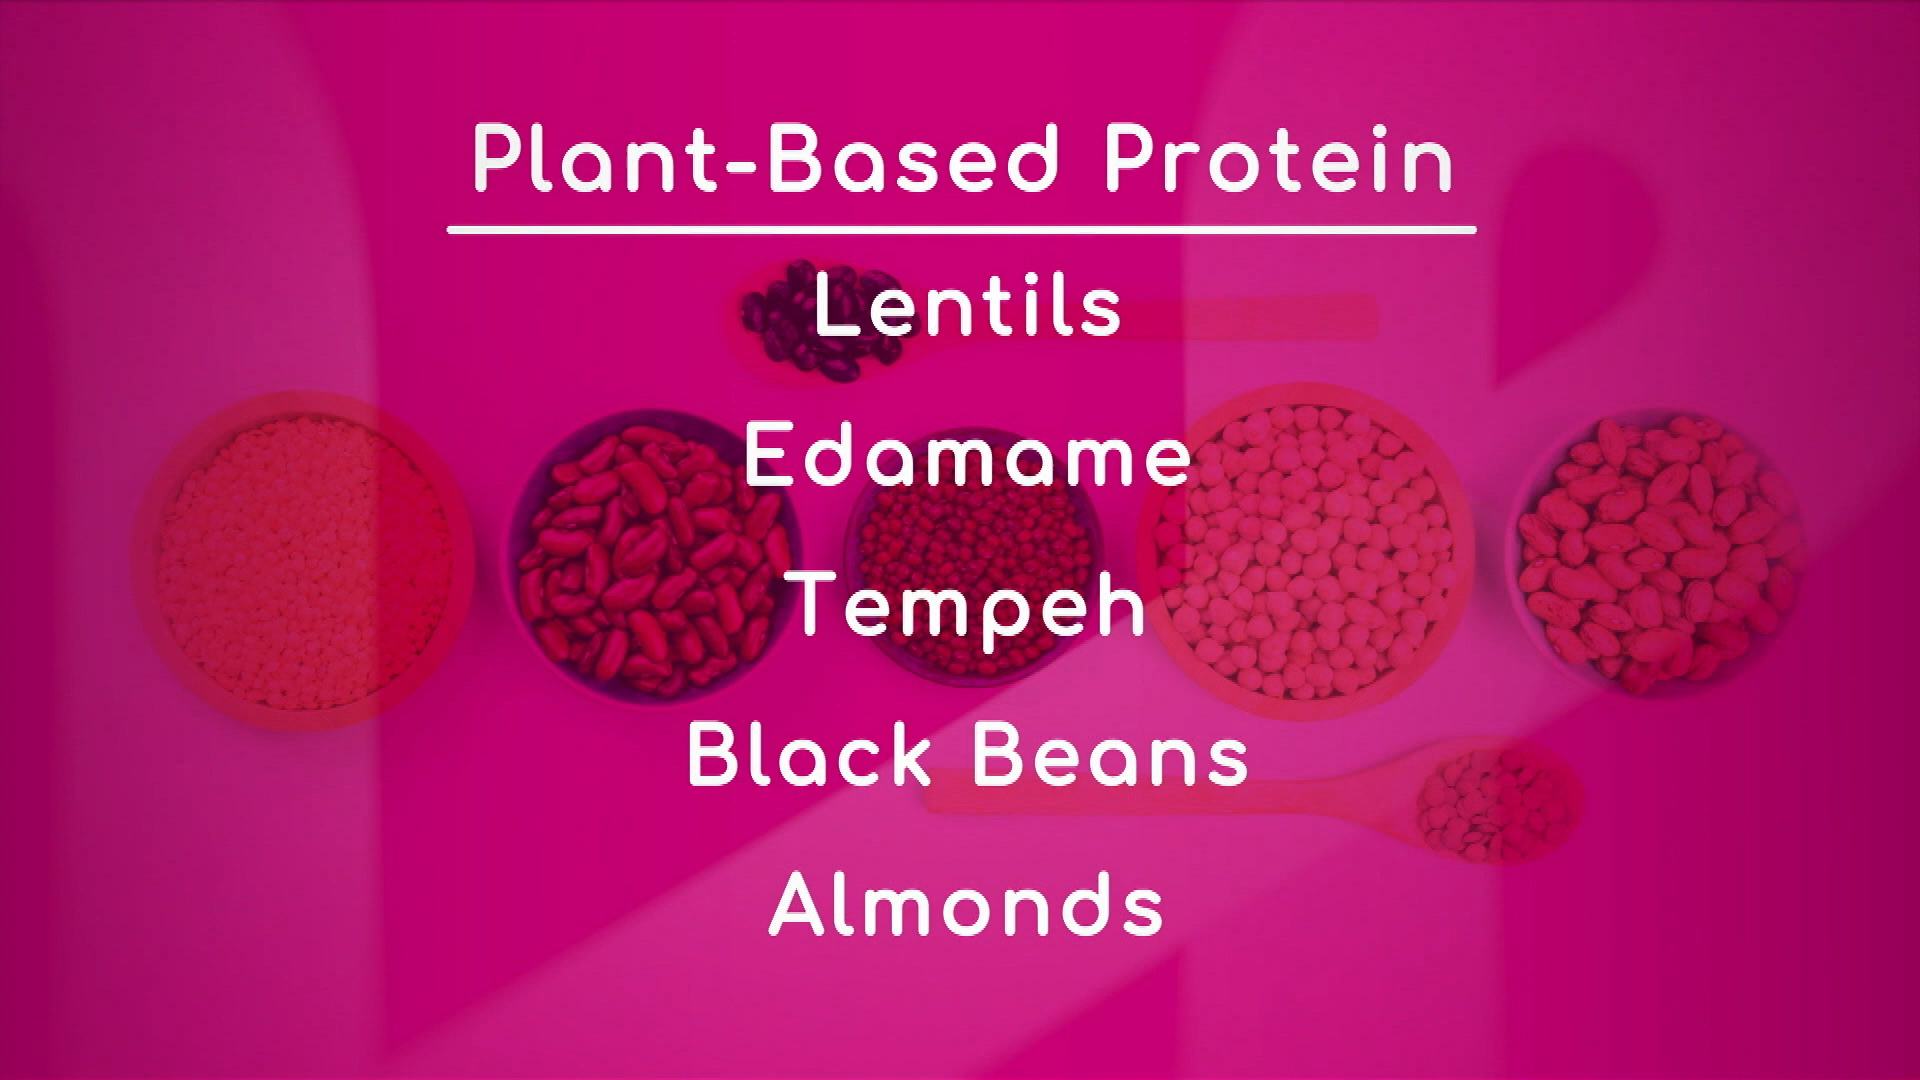 Plant-Based Protein
Lentils
Edamame
Tempeh
Black Beans
Almonds